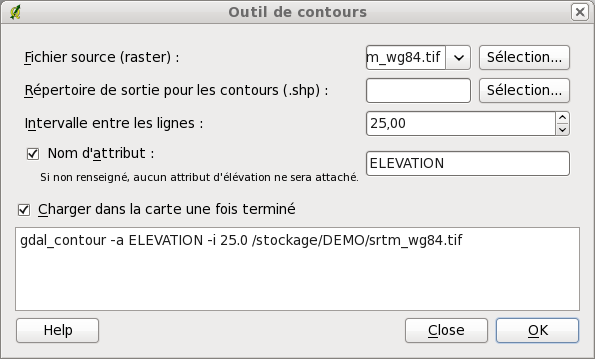 Outil de contours
Fichier source (raster) :
m_wg84.tif
Sélection...
Répertoire de sortie pour les contours (.shp) :
Sélection...
Intervalle entre les lignes :
25,00
Nom d'attribut :
ELEVATION
Si non renseigné, aucun attribut d'élévation ne sera attaché.
Charger dans la carte une fois terminé
gdal_contour -a ELEVATION -i 25.0 /stockage/DEMO/srtm_wg84.tif
Help
Close
OK